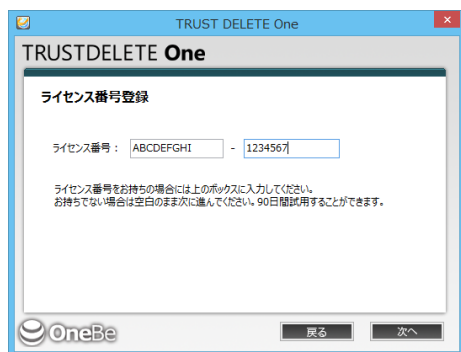 TRUST DELETE One
TRUSTDELETE One
ライセンス番号登録
ライセンス番号： ABCDEFGHI - 1234567
ライセンス番号をお持ちの場合には上のボックスに入力してください。
お持ちでない場合は空白のまま次に進んでください。90日間試用することができます。
OneBe
戻る 次へ